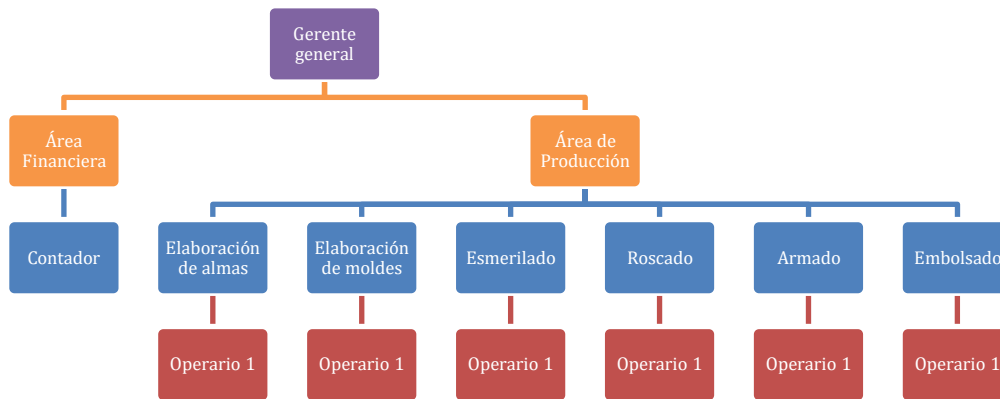 Gerente
general
Área
Financiera
Área de
Producción
Contador
Elaboración
de almas
Elaboración
de moldes
Esmerilado
Roscado
Armado
Embolsado
Operario 1
Operario 1
Operario 1
Operario 1
Operario 1
Operario 1